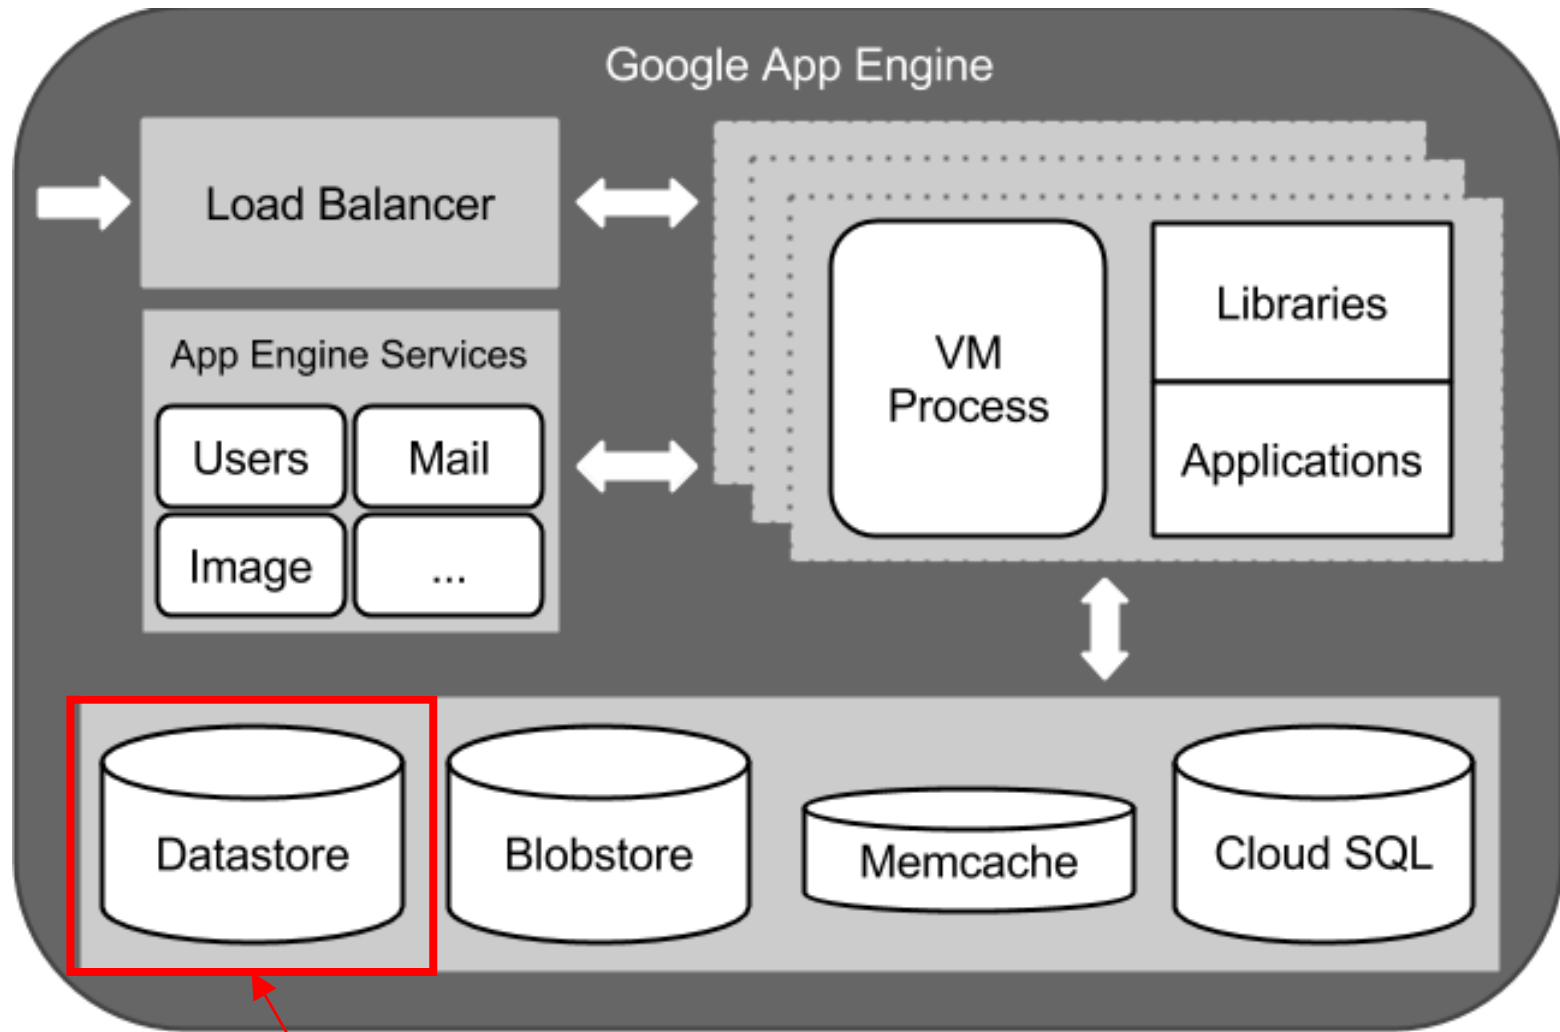 Google App Engine
Load Balancer
App Engine Services
Users
Mail
Image
...
VM
Process
Libraries
Applications
Datastore
Blobstore
Memcache
Cloud SQL